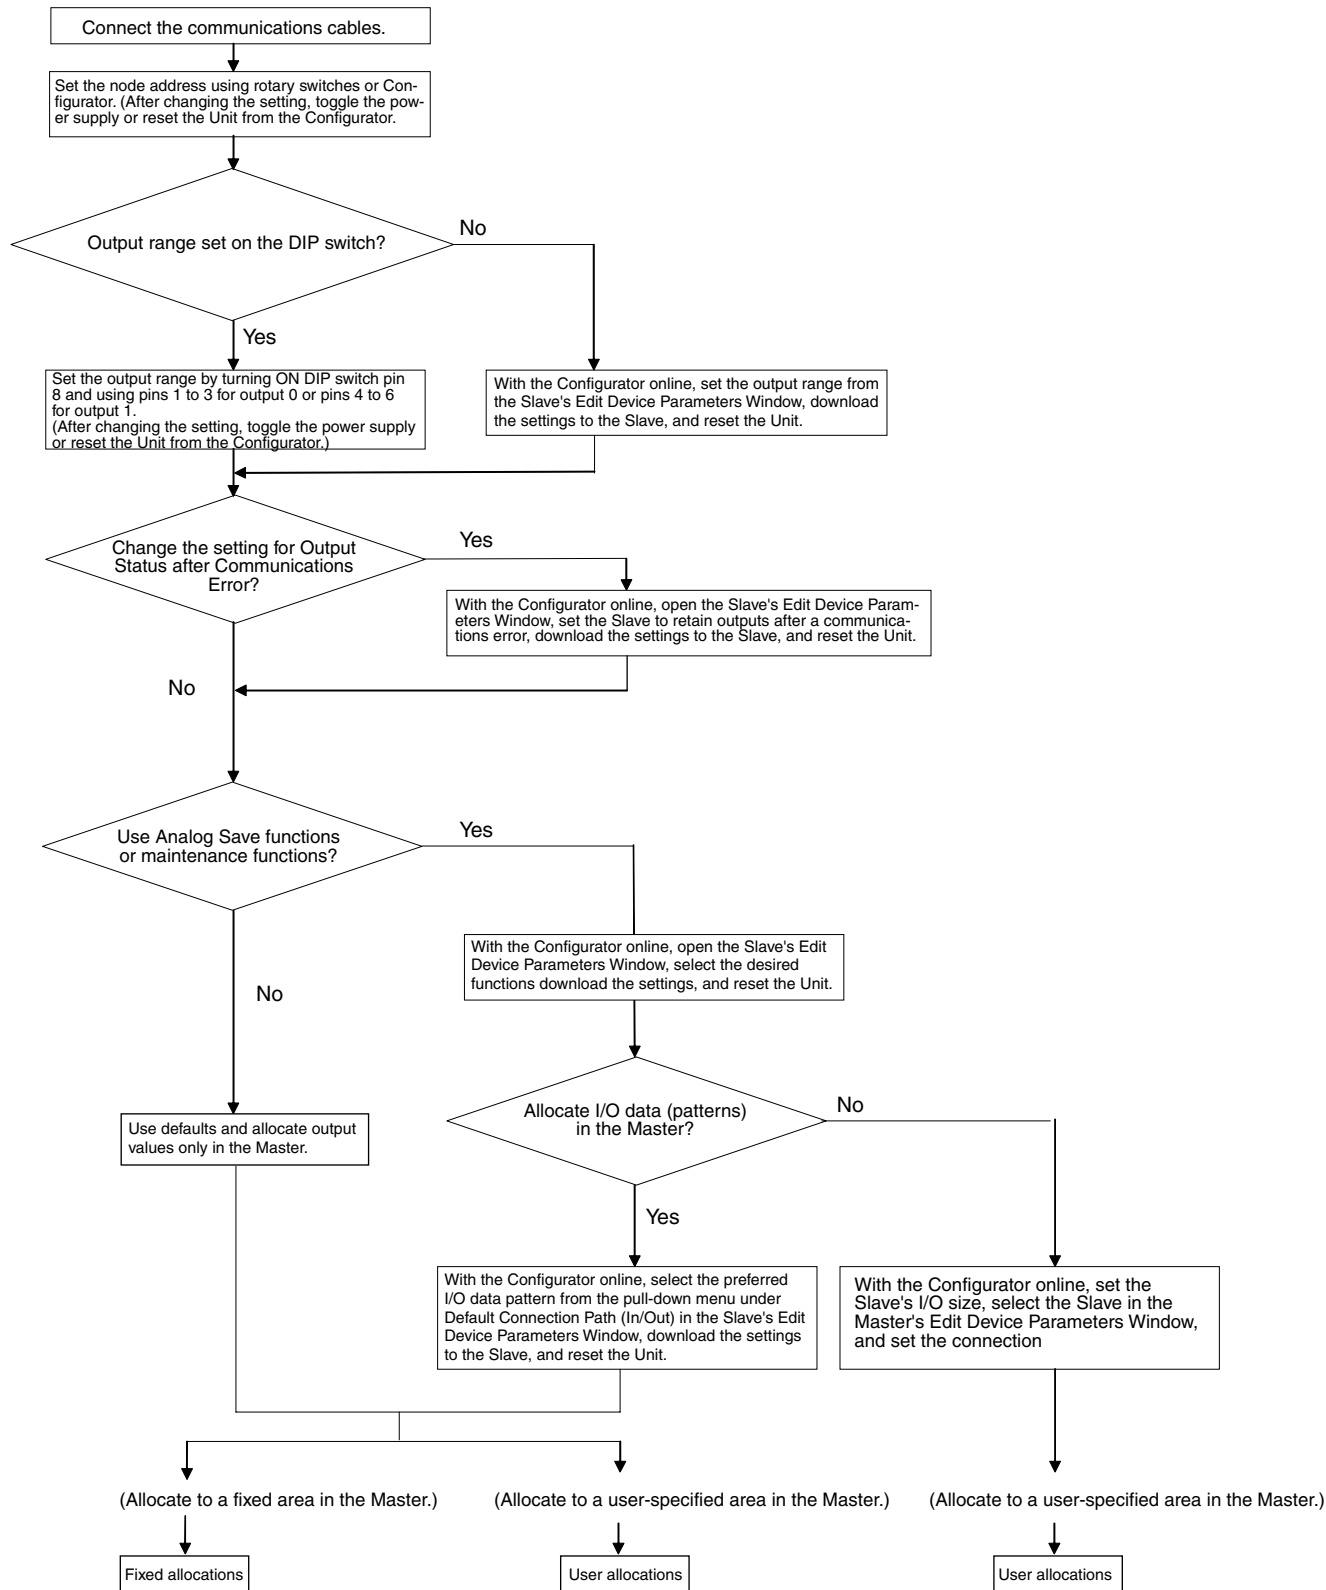 Connect the communications cables.
Set the node address using rotary switches or Con-
figurator. (After changing the setting, toggle the pow-
er supply or reset the Unit from the Configurator.
Output range set on the DIP switch?
No
Yes
Set the output range by turning ON DIP switch pin
8 and using pins 1 to 3 for output 0 or pins 4 to 6
for output 1.
(After changing the setting, toggle the power supply
or reset the Unit from the Configurator.)
With the Configurator online, set the output range from
the Slave's Edit Device Parameters Window, download
the settings to the Slave, and reset the Unit.
Change the setting for Output
Status after Communications
Error?
Yes
With the Configurator online, open the Slave's Edit Device Param-
eters Window, set the Slave to retain outputs after a communica-
tions error, download the settings to the Slave, and reset the Unit.
No
Use Analog Save functions
or maintenance functions?
Yes
With the Configurator online, open the Slave's Edit
Device Parameters Window, select the desired
functions download the settings, and reset the Unit.
No
Allocate I/O data (patterns)
in the Master?
No
Use defaults and allocate output
values only in the Master.
Yes
With the Configurator online, select the preferred
I/O data pattern from the pull-down menu under
Default Connection Path (In/Out) in the Slave's Edit
Device Parameters Window, download the settings
to the Slave, and reset the Unit.
With the Configurator online, set the
Slave's I/O size, select the Slave in the
Master's Edit Device Parameters Window,
and set the connection
(Allocate to a fixed area in the Master.)
(Allocate to a user-specified area in the Master.)
(Allocate to a user-specified area in the Master.)
Fixed allocations
User allocations
User allocations